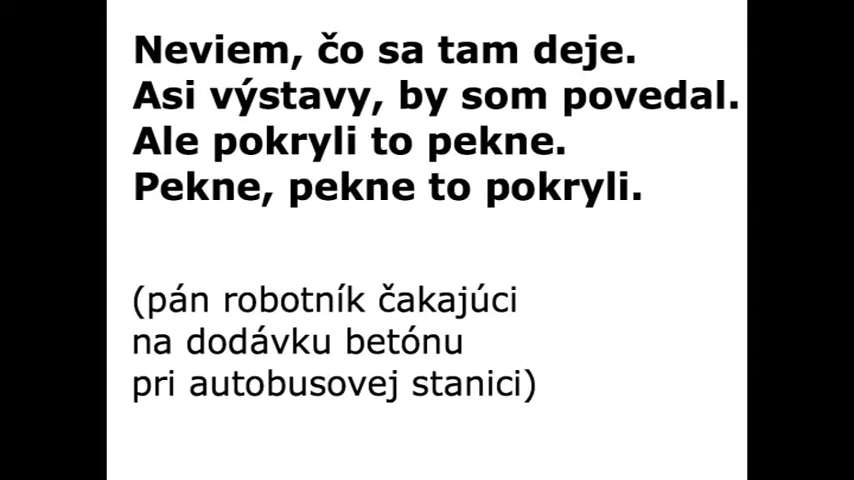 Neviem, čo sa tam deje.
Asi výstavy, by som povedal.
Ale pokryli to pekne.
Pekne, pekne to pokryli.
(pán robotník čakajúci
na dodávku betónu
pri autobusovej stanici)